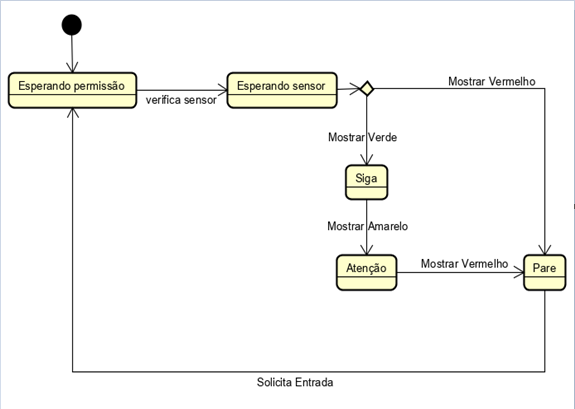 Esperando permissão
verifica sensor
Esperando sensor
Mostrar Vermelho
Mostrar Verde
Siga
Mostrar Amarelo
Atenção
Mostrar Vermelho
Pare
Solicita Entrada